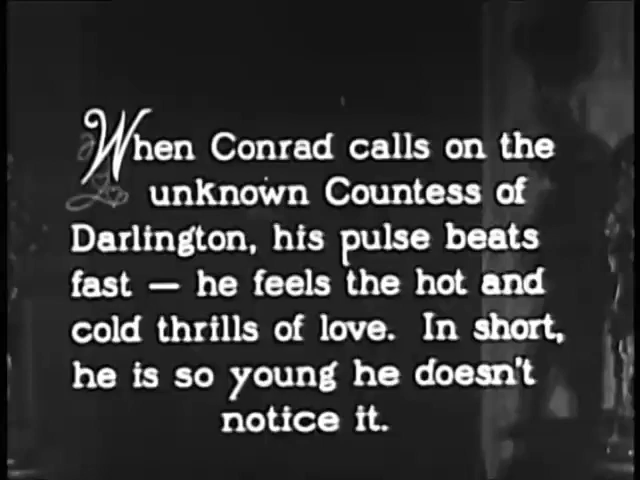 When Conrad calls on the
unknown Countess of
Darlington, his pulse beats
fast — he feels the hot and
cold thrills of love. In short,
he is so young he doesn't
notice it.